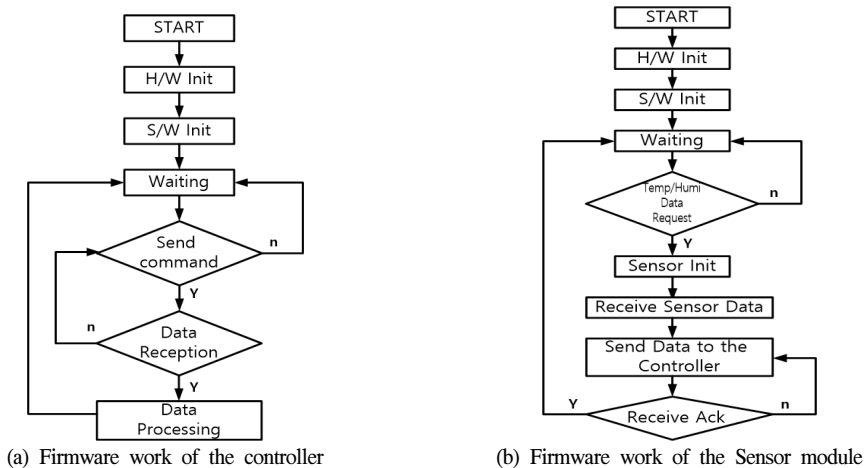 START
H/W Init
S/W Init
Waiting
Send
command
n
Y
Data
Reception
n
Y
Data
Processing
(a) Firmware work of the controller
START
H/W Init
S/W Init
Waiting
Temp/Humi
Data
Request
n
Y
Sensor Init
Receive Sensor Data
Send Data to the
Controller
Y
Receive Ack
n
(b) Firmware work of the Sensor module